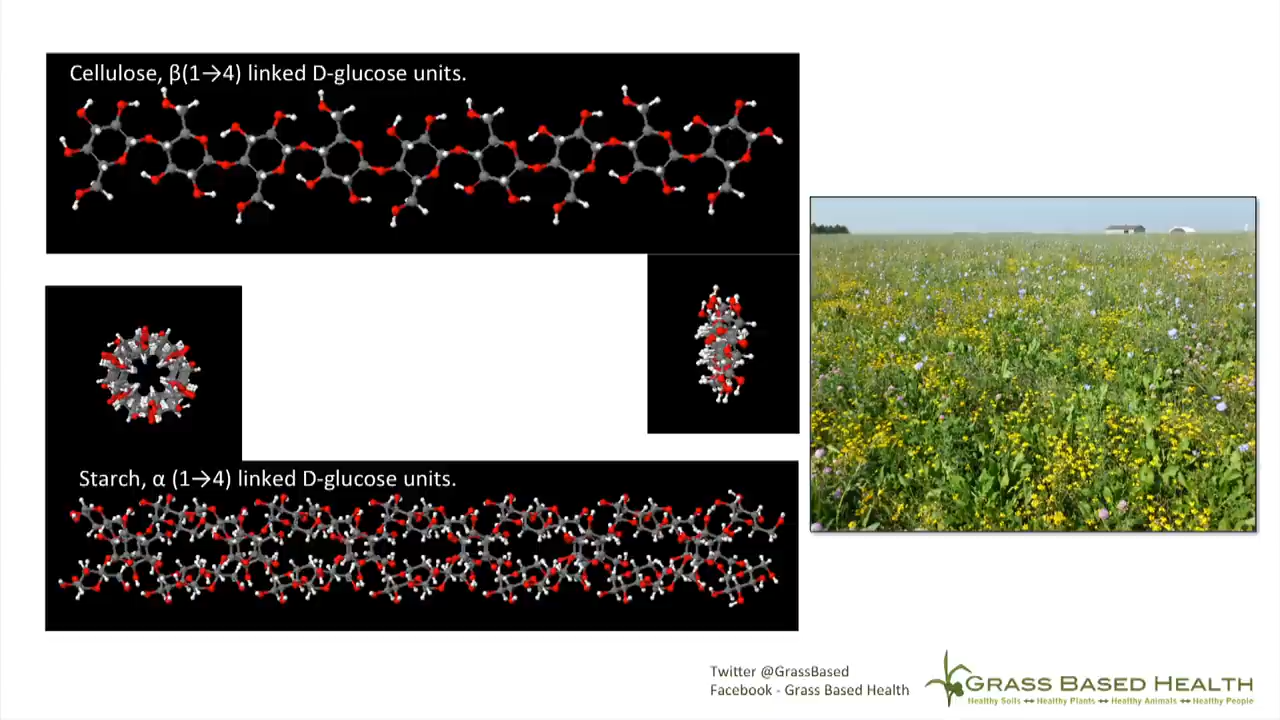 Cellulose, β(1→4) linked D-glucose units.
Starch, α (1→4) linked D-glucose units.
Twitter @GrassBased
Facebook - Grass Based Health
GRASS BASED HEALTH
Healthy Soils ↔ Healthy Plants ↔ Healthy Animals ↔ Healthy People